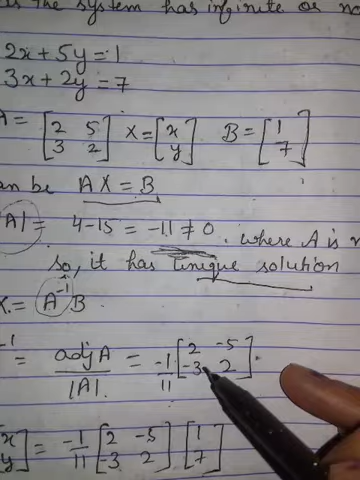 the system has infinite or no
2x + 5y = 1
3x + 2y = 7
A = [2 5 3 2] X = [x y] B = [1 7]
an be AX = B
|A| = 4-15 = -11 ≠ 0. where A is
so, it has unique solution
X = A⁻¹B
⁻¹ = adj A / |A|. = -1/11 [2 -5 -3 2].
[x y] = -1/11 [2 -5 -3 2] [1 7]